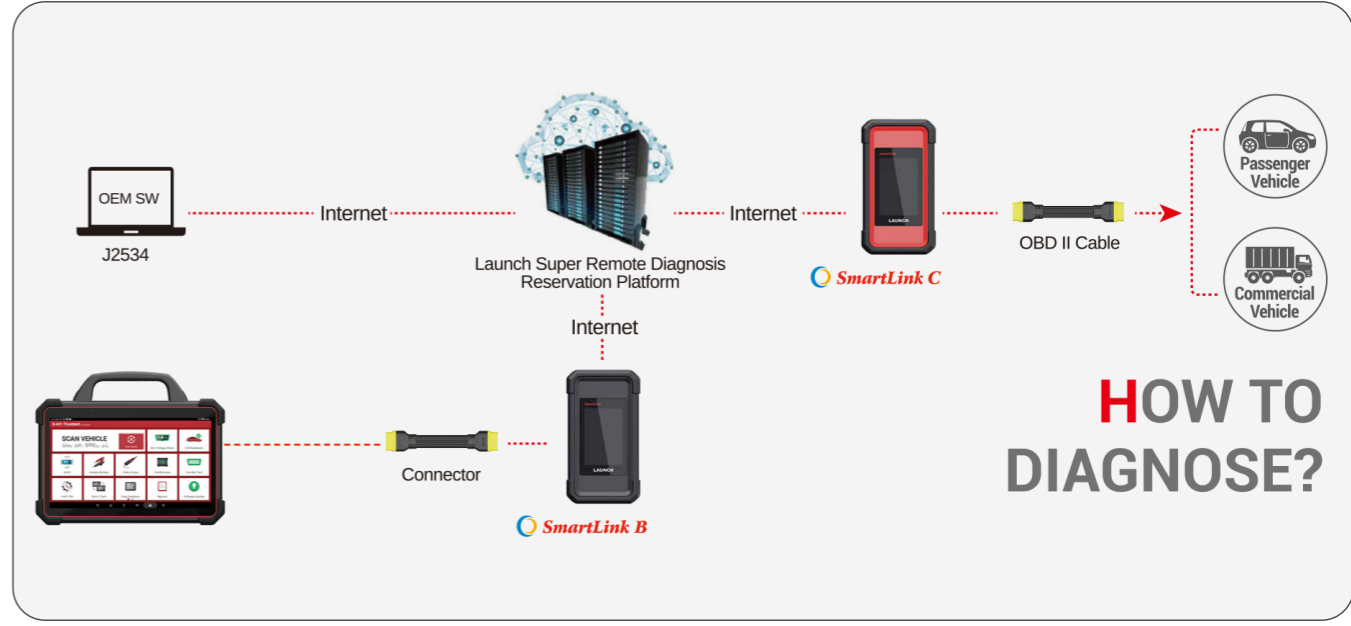 OEM SW
J2534
Internet
Launch Super Remote Diagnosis
Reservation Platform
Internet
LAUNCH
SmartLink C
OBD II Cable
Passenger
Vehicle
Commercial
Vehicle
Internet
SCAN VEHICLE
Connector
LAUNCH
SmartLink B
HOW TO
DIAGNOSE?